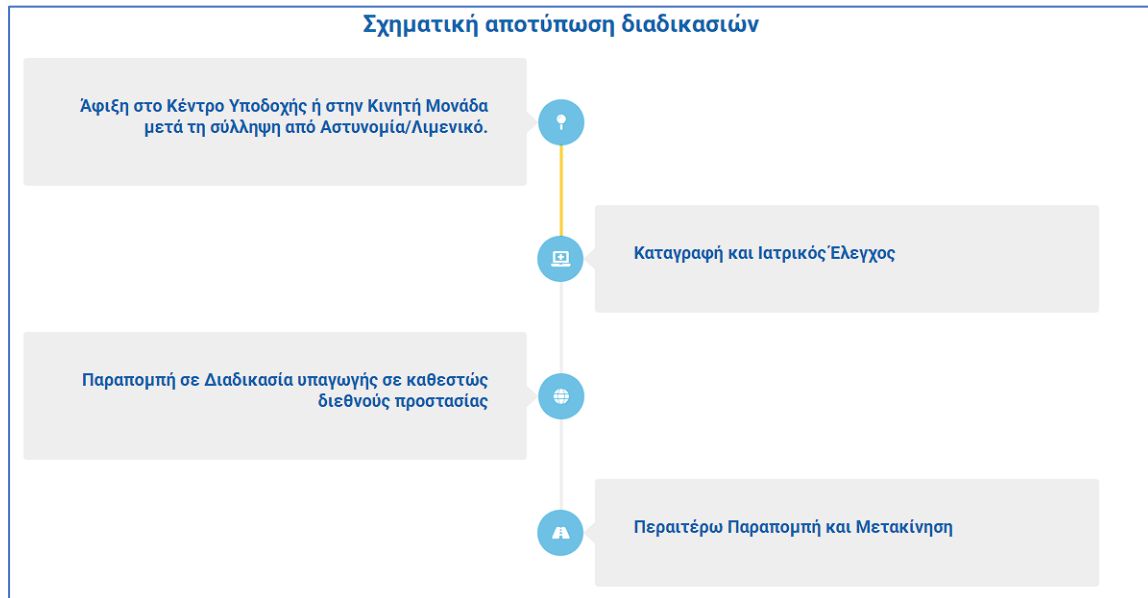 Σχηματική αποτύπωση διαδικασιών
Άφιξη στο Κέντρο Υποδοχής ή στην Κινητή Μονάδα
μετά τη σύλληψη από Αστυνομία/Λιμενικό.
Καταγραφή και Ιατρικός Έλεγχος
Παραπομπή σε Διαδικασία υπαγωγής σε καθεστώς
διεθνούς προστασίας
Περαιτέρω Παραπομπή και Μετακίνηση